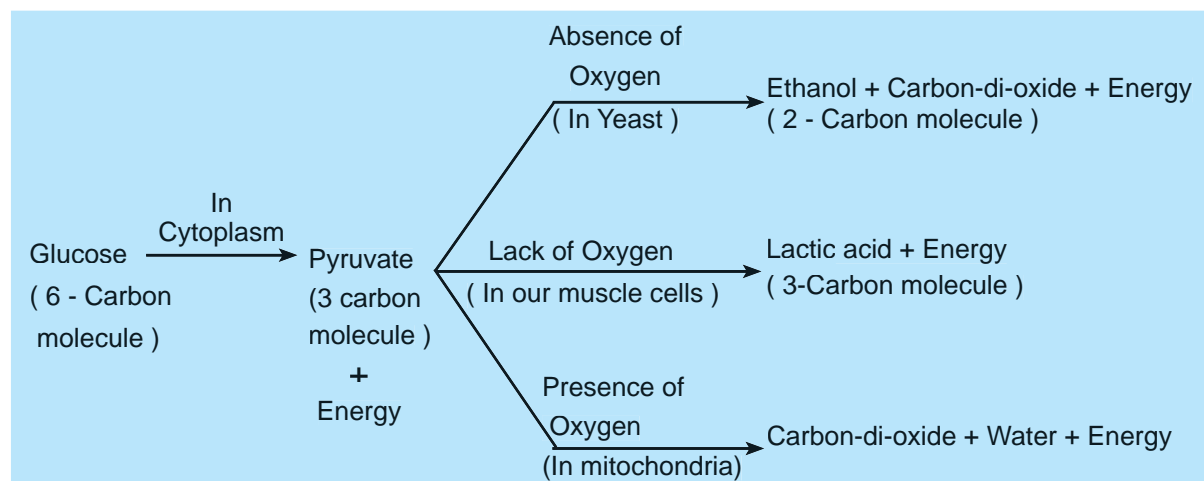 Glucose
( 6 - Carbon
molecule )
In
Cytoplasm
Pyruvate
(3 carbon
molecule )
+
Energy
Absence of
Oxygen
( In Yeast )
Ethanol + Carbon-di-oxide + Energy
( 2 - Carbon molecule )
Lack of Oxygen
( In our muscle cells )
Lactic acid + Energy
( 3-Carbon molecule )
Presence of
Oxygen
(In mitochondria)
Carbon-di-oxide + Water + Energy